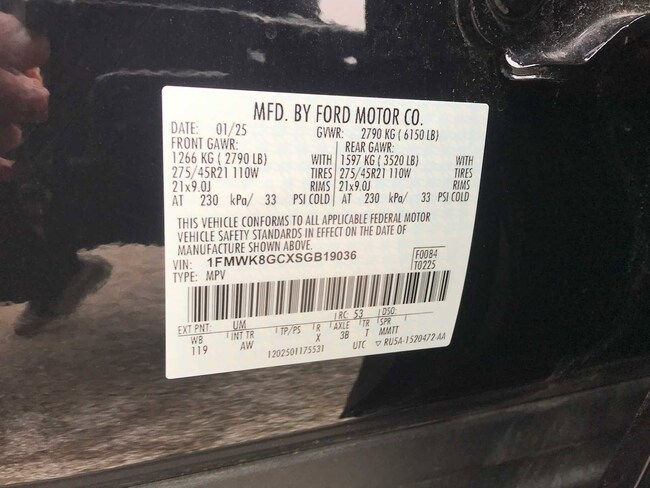 MFD. BY FORD MOTOR CO.
DATE: 01/25 GVWR: 2790 KG ( 6150 LB)
FRONT GAWR: REAR GAWR:
1266 KG ( 2790 LB) WITH 1597 KG ( 3520 LB) WITH
275/45R21 110W TIRES 275/45R21 110W TIRES
21x9.0J RIMS 21x9.0J RIMS
AT 230 kPa/ 33 PSI COLD AT 230 kPa/ 33 PSI COLD
THIS VEHICLE CONFORMS TO ALL APPLICABLE FEDERAL MOTOR
VEHICLE SAFETY STANDARDS IN EFFECT ON THE DATE OF
MANUFACTURE SHOWN ABOVE.
VIN: 1FMWK8GCXSGB19036 F0084
TYPE: MPV T0225
EXT PNT: UM RC: 53 DSO:
WB INT TR TP/PS R AXLE TR SPR
119 AW X 3B T MMTT
1202501175531 UTC ▽ RU5A-1520472-AA